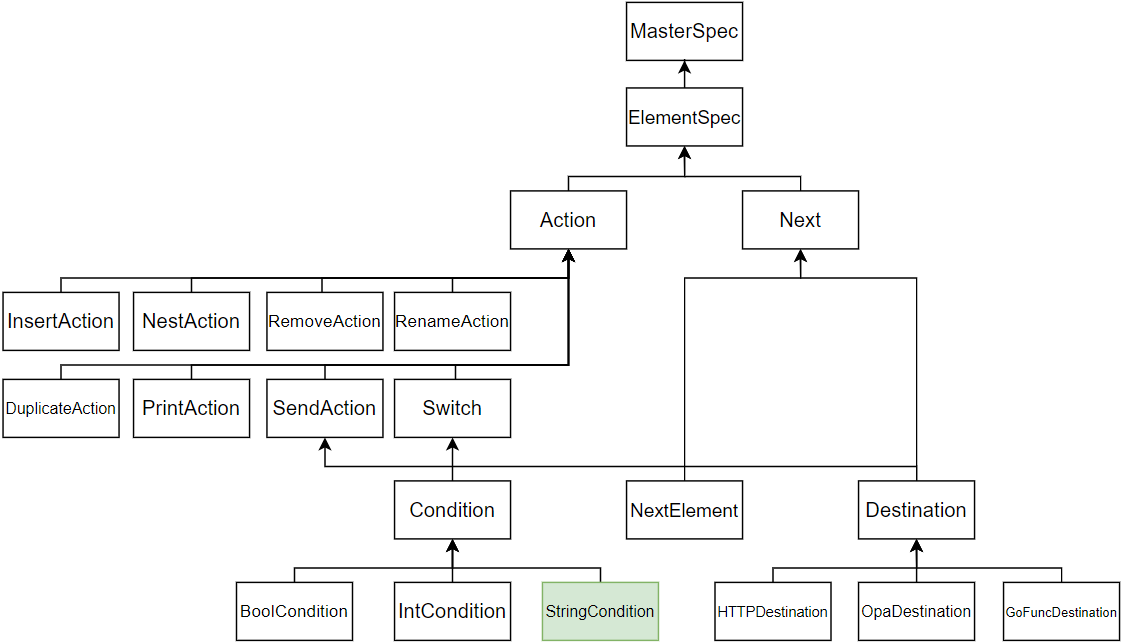 MasterSpec
ElementSpec
Action
Next
InsertAction
NestAction
RemoveAction
RenameAction
DuplicateAction
PrintAction
SendAction
Switch
Condition
NextElement
Destination
BoolCondition
IntCondition
StringCondition
HTTPDestination
OpaDestination
GoFuncDestination